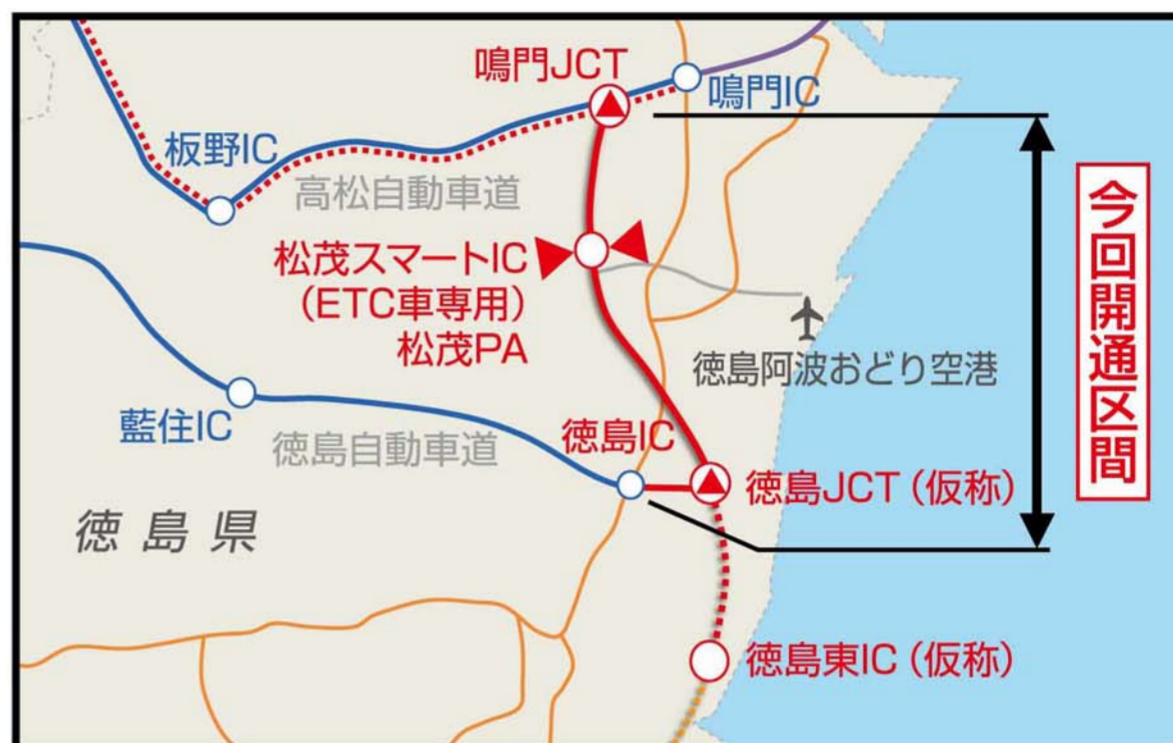 鳴門JCT
鳴門IC
板野IC
高松自動車道
松茂スマートIC
（ETC車専用）
松茂PA
徳島阿波おどり空港
今回開通区間
藍住IC
徳島自動車道
徳島IC
徳島JCT（仮称）
徳島県
徳島東IC（仮称）